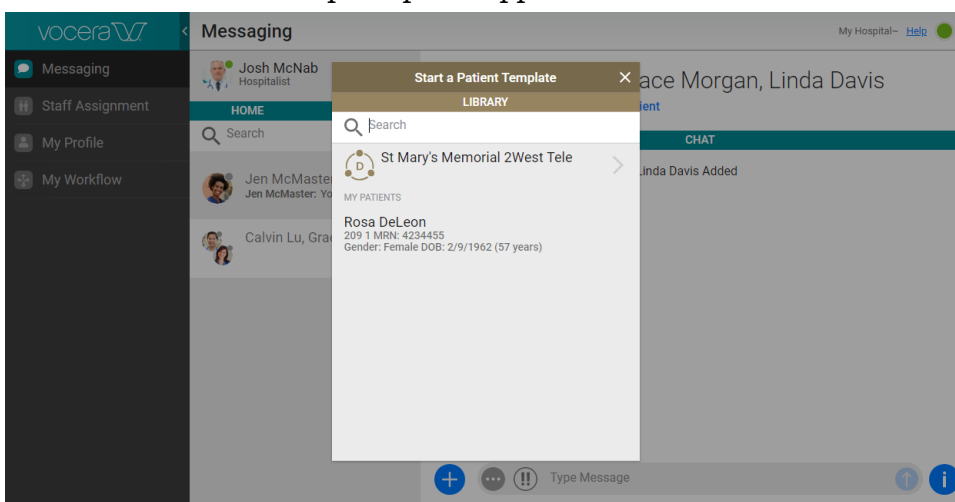 vocera
Messaging
My Hospital– Help
Messaging
Staff Assignment
My Profile
My Workflow
Josh McNab
Hospitalist
HOME
Search
Jen McMaste
Jen McMaster: Yo
Calvin Lu, Gra
Start a Patient Template
LIBRARY
Search
D St Mary's Memorial 2West Tele
MY PATIENTS
Rosa DeLeon
209 1 MRN: 4234455
Gender: Female DOB: 2/9/1962 (57 years)
ace Morgan, Linda Davis
ient
CHAT
Linda Davis Added
Type Message